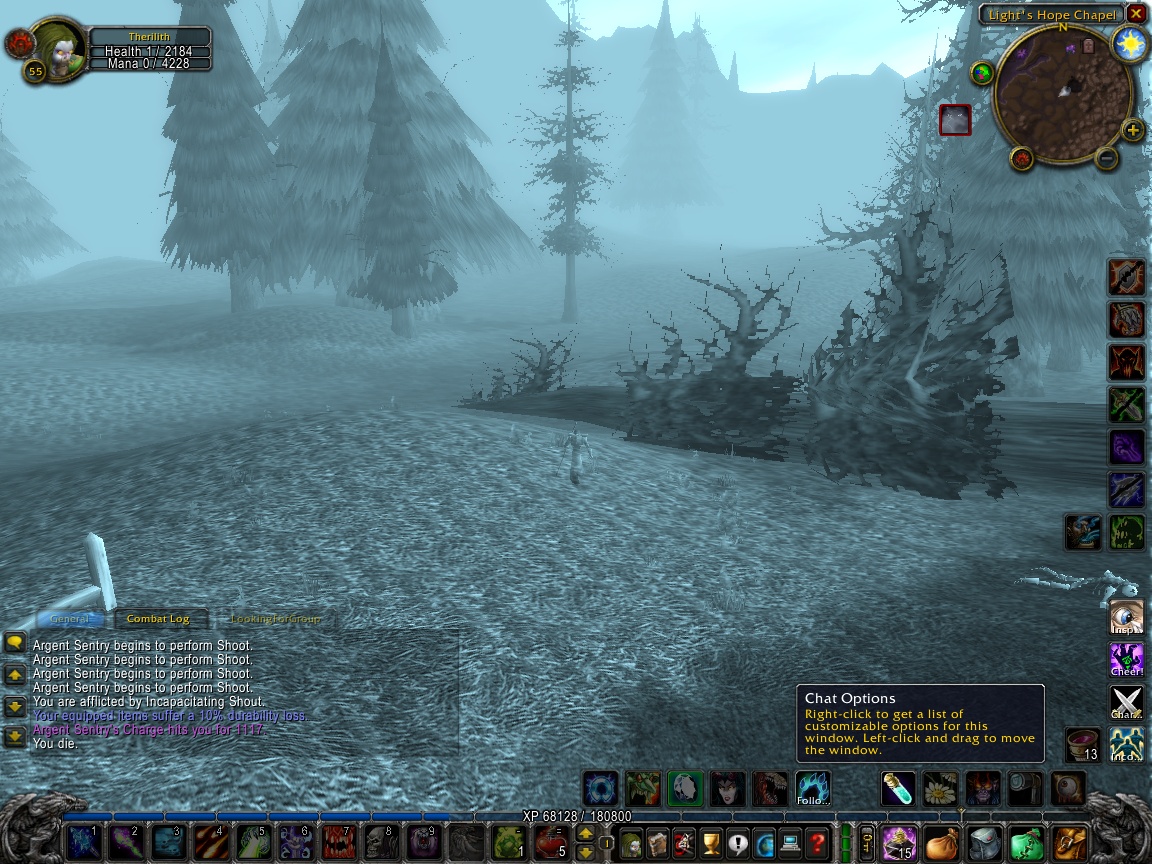 Therilith
Health 1 / 2184
Mana 0 / 4228
55
Light's Hope Chapel
N
General
Combat Log
LookingForGroup
Argent Sentry begins to perform Shoot.
Argent Sentry begins to perform Shoot.
Argent Sentry begins to perform Shoot.
Argent Sentry begins to perform Shoot.
You are afflicted by Incapacitating Shout.
Your equipped items suffer a 10% durability loss.
Argent Sentry's Charge hits you for 1117.
You die.
Chat Options
Right-click to get a list of
customizable options for this
window. Left-click and drag to move
the window.
Insp..
Cheer!
Char..
13
Incd..
Follo...
XP 68128 / 180800
1
2
3
4
5
6
7
8
9
1
5
1
15